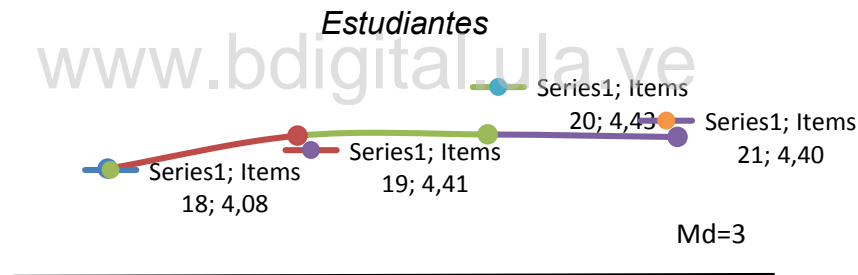 Estudiantes
www.bdigital.ula.ve
Series1; Items
20; 4,43
Series1; Items
21; 4,40
Series1; Items
19; 4,41
Series1; Items
18; 4,08
Md=3